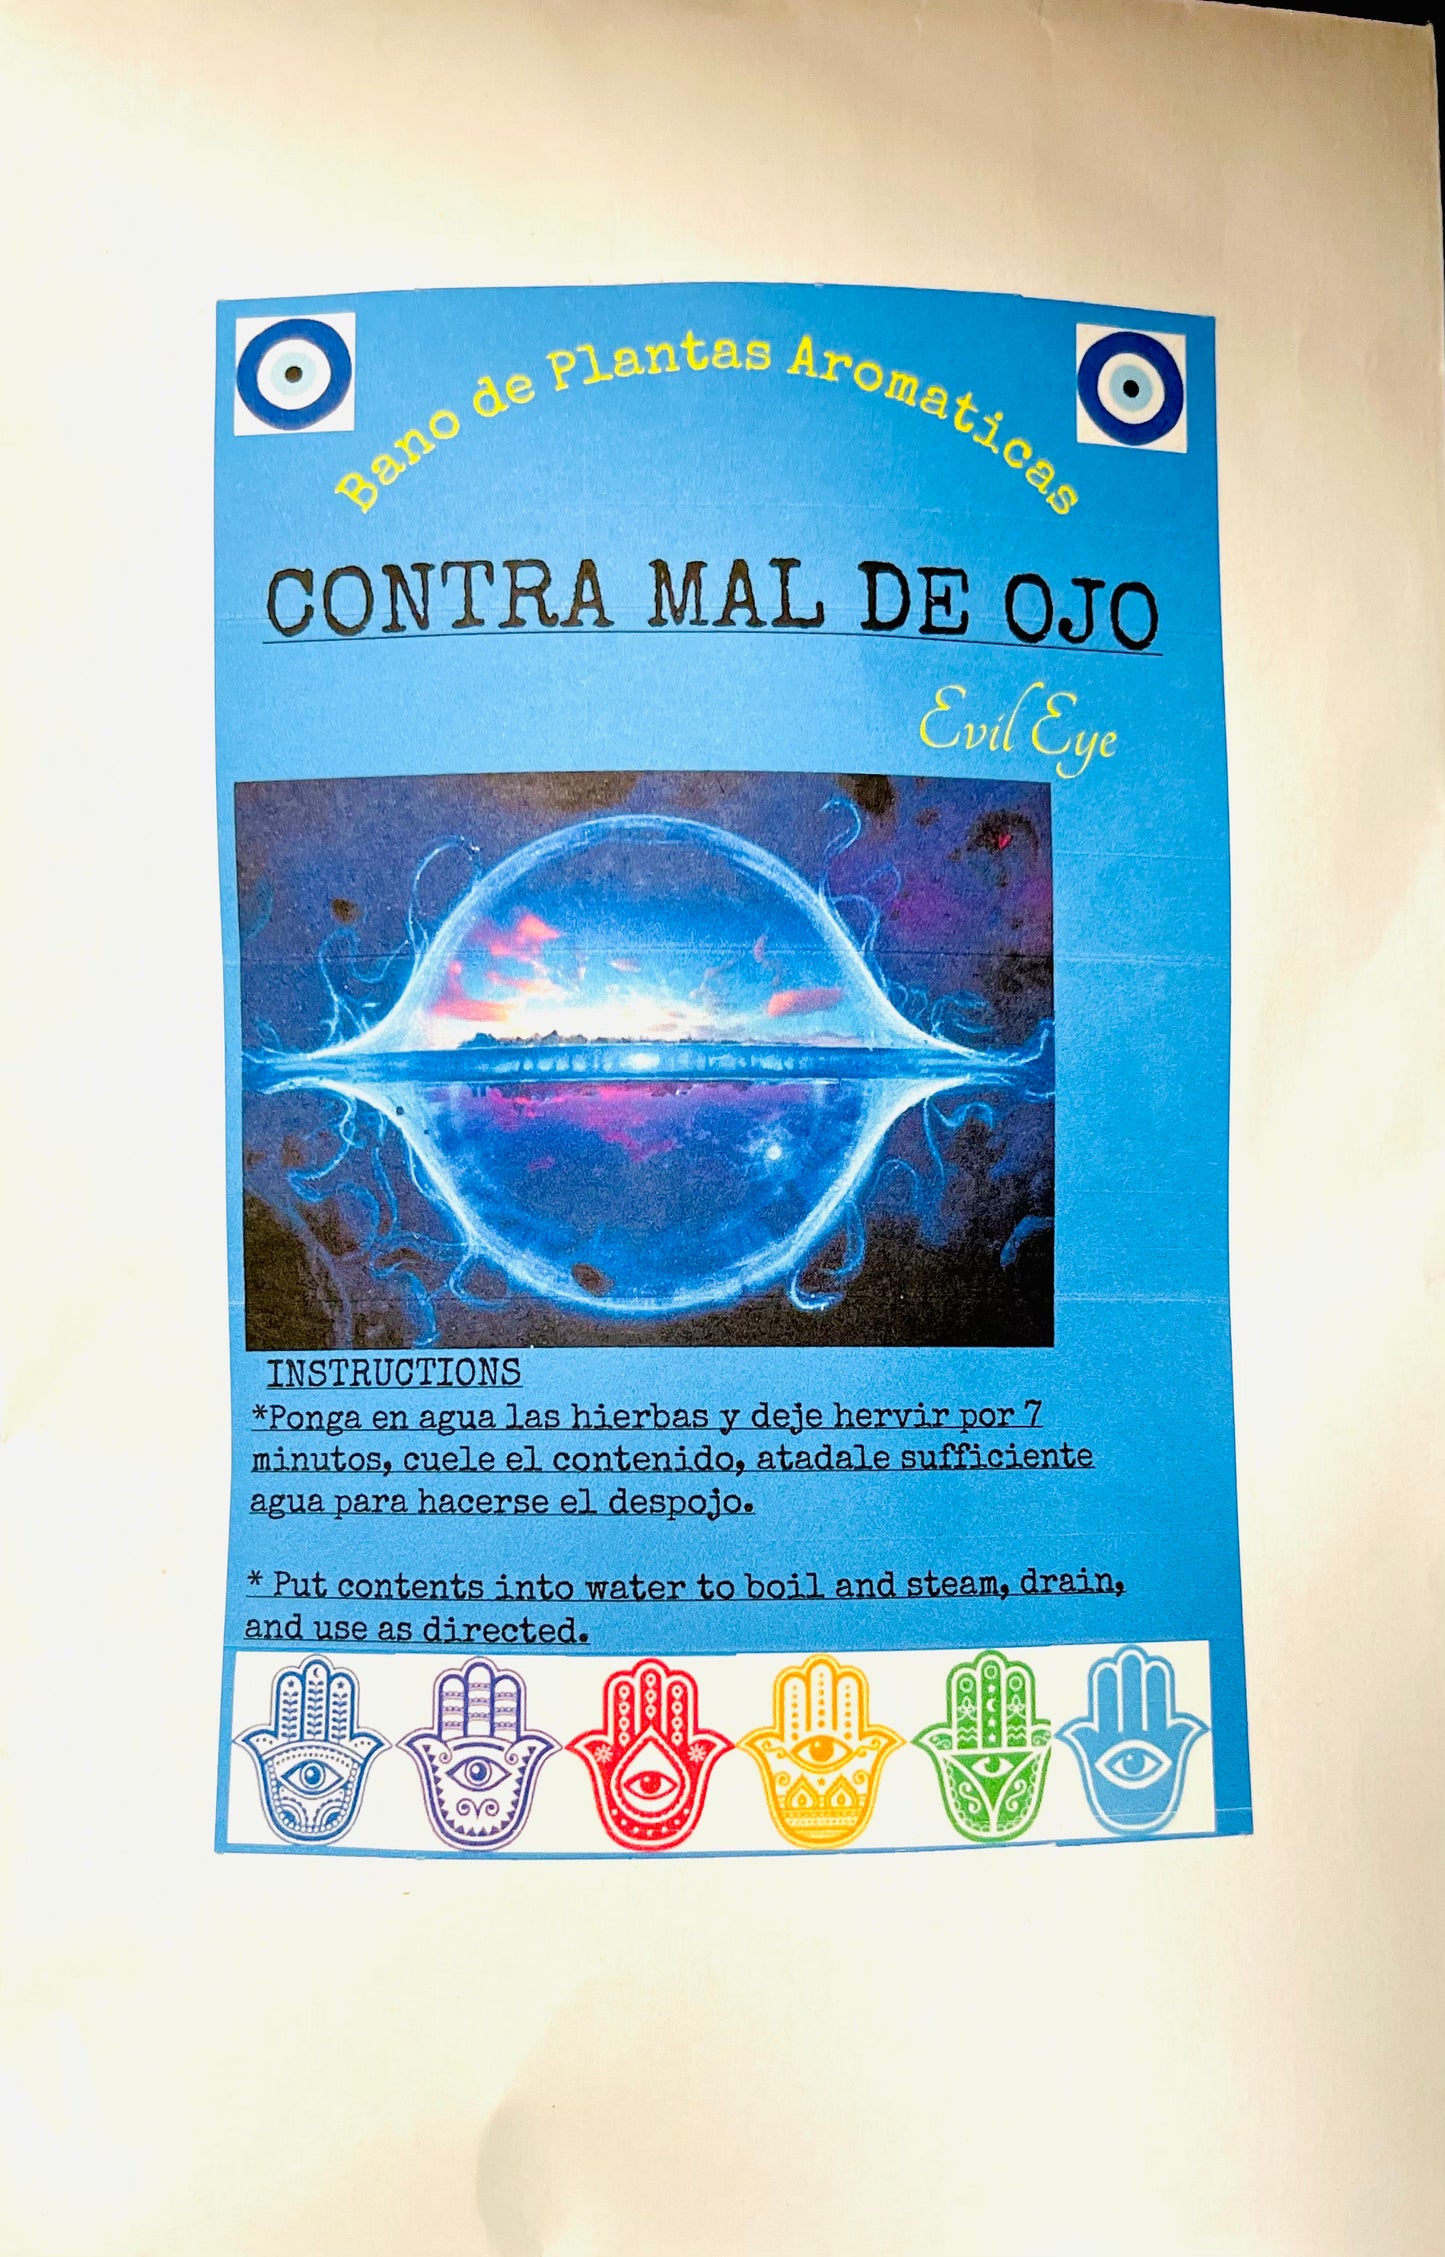 Bano de Plantas Aromaticas
CONTRA MAL DE OJO
Evil Eye
INSTRUCTIONS
*Ponga en agua las hierbas y deje hervir por 7
minutos, cuele el contenido, atadale sufficiente
agua para hacerse el despojo.
* Put contents into water to boil and steam, drain,
and use as directed.